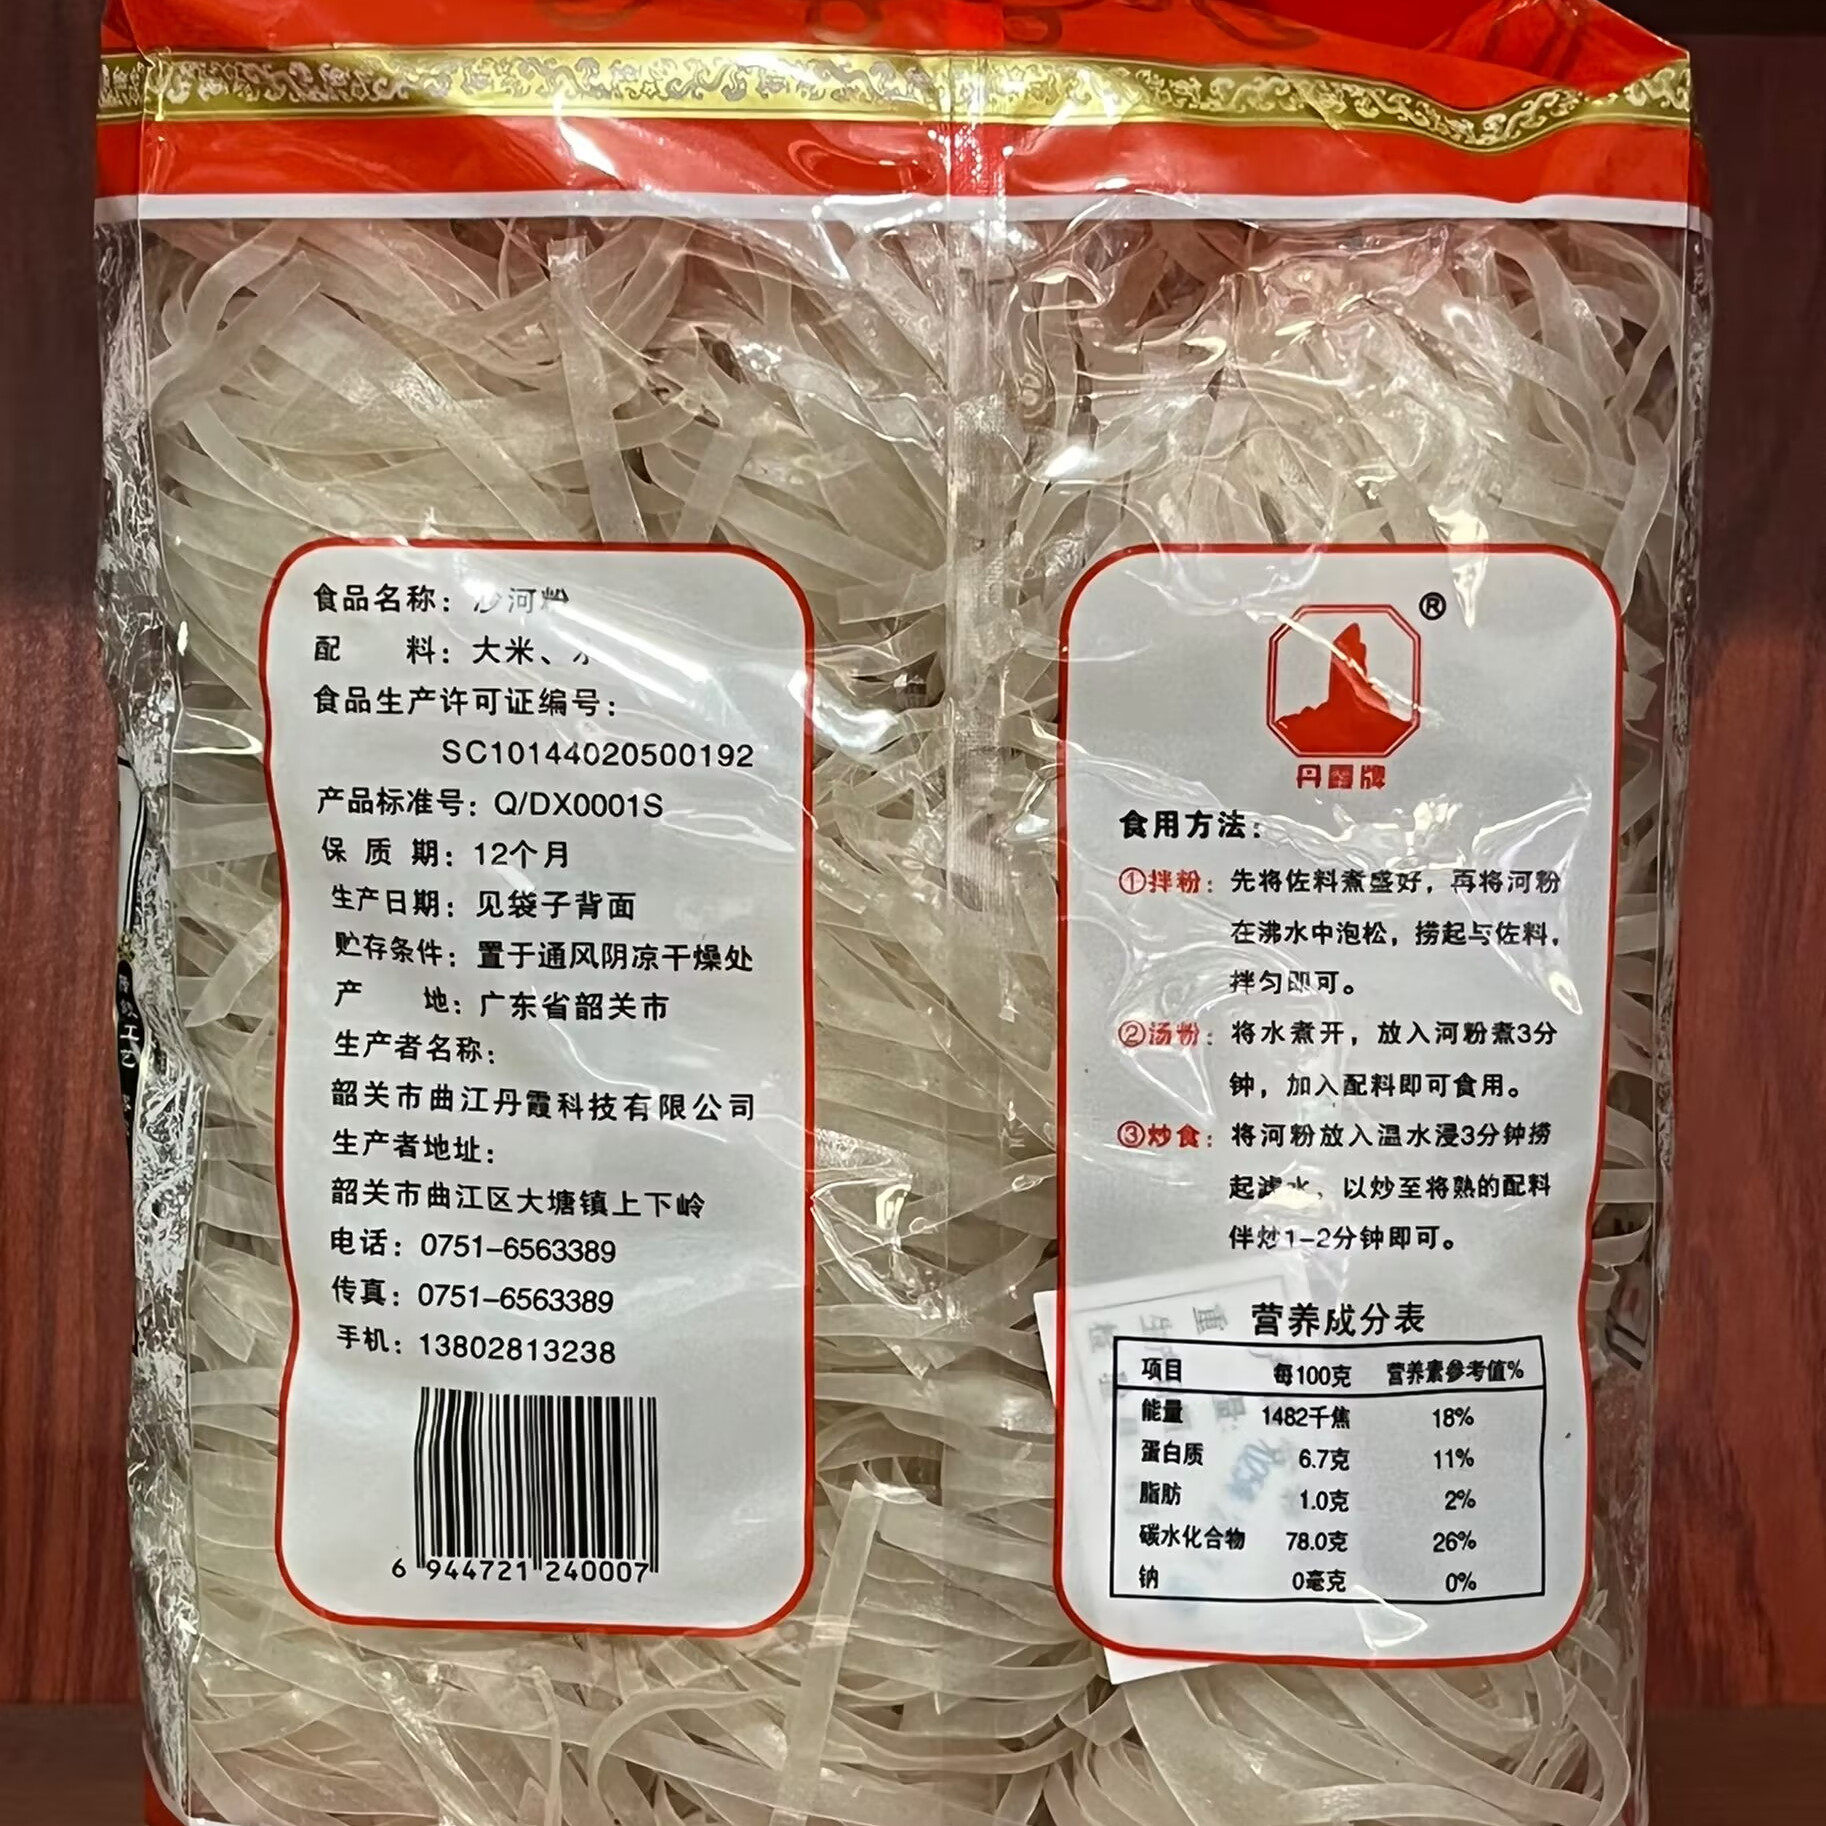 食品名称：沙河粉
配 料：大米、水
食品生产许可证编号：
SC10144020500192
产品标准号：Q/DX0001S
保 质 期：12个月
生产日期：见袋子背面
贮存条件：置于通风阴凉干燥处
产 地：广东省韶关市
生产者名称：
韶关市曲江丹霞科技有限公司
生产者地址：
韶关市曲江区大塘镇上下岭
电话：0751-6563389
传真：0751-6563389
手机：13802813238
6 944721 240007
®
丹霞牌
食用方法：
①拌粉：先将佐料煮盛好，再将河粉
在沸水中泡松，捞起与佐料，
拌匀即可。
②汤粉：将水煮开，放入河粉煮3分
钟，加入配料即可食用。
③炒食：将河粉放入温水浸3分钟捞
起滤水，以炒至将熟的配料
伴炒1-2分钟即可。
营养成分表
项目 每100克 营养素参考值%
能量 1482千焦 18%
蛋白质 6.7克 11%
脂肪 1.0克 2%
碳水化合物 78.0克 26%
钠 0毫克 0%